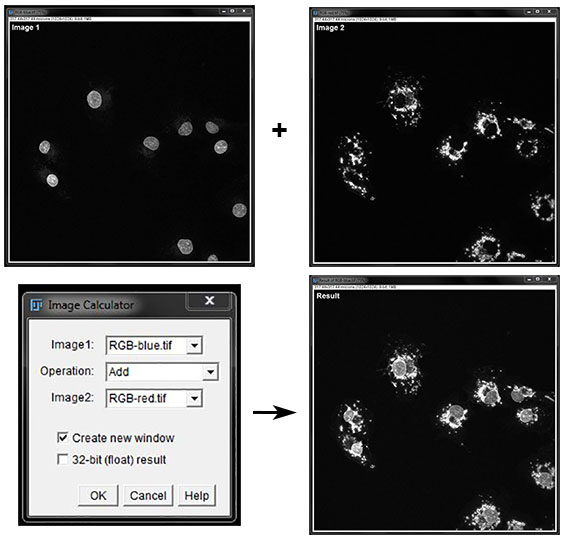 Image 1
Image 2
+
Image Calculator
X
Image1: RGB-blue.tif
Operation: Add
Image2: RGB-red.tif
Create new window
32-bit (float) result
OK Cancel Help
Result